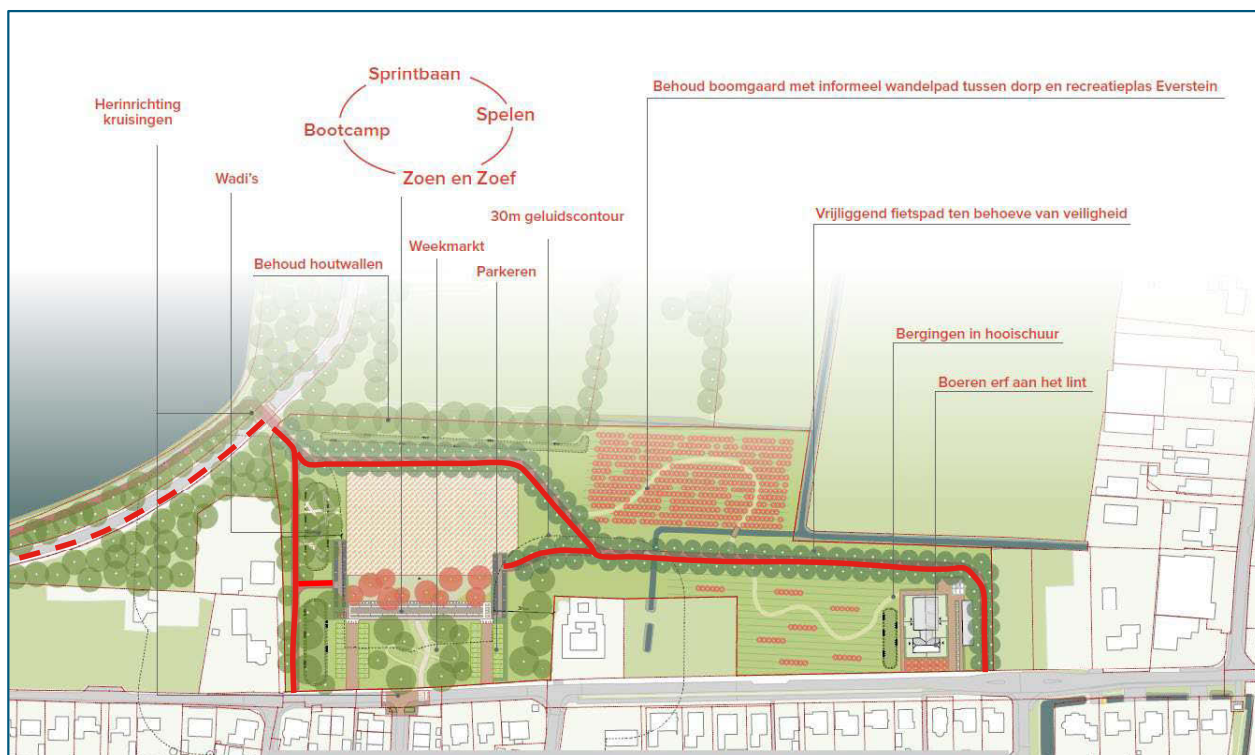 Sprintbaan
Spelen
Bootcamp
Zoen en Zoef
Herinrichting
kruisingen
Wadi's
Behoud houtwallen
Weekmarkt
Parkeren
30m geluidscontour
Behoud boomgaard met informeel wandelpad tussen dorp en recreatieplas Everstein
Vrijliggend fietspad ten behoeve van veiligheid
Bergingen in hooischuur
Boeren erf aan het lint